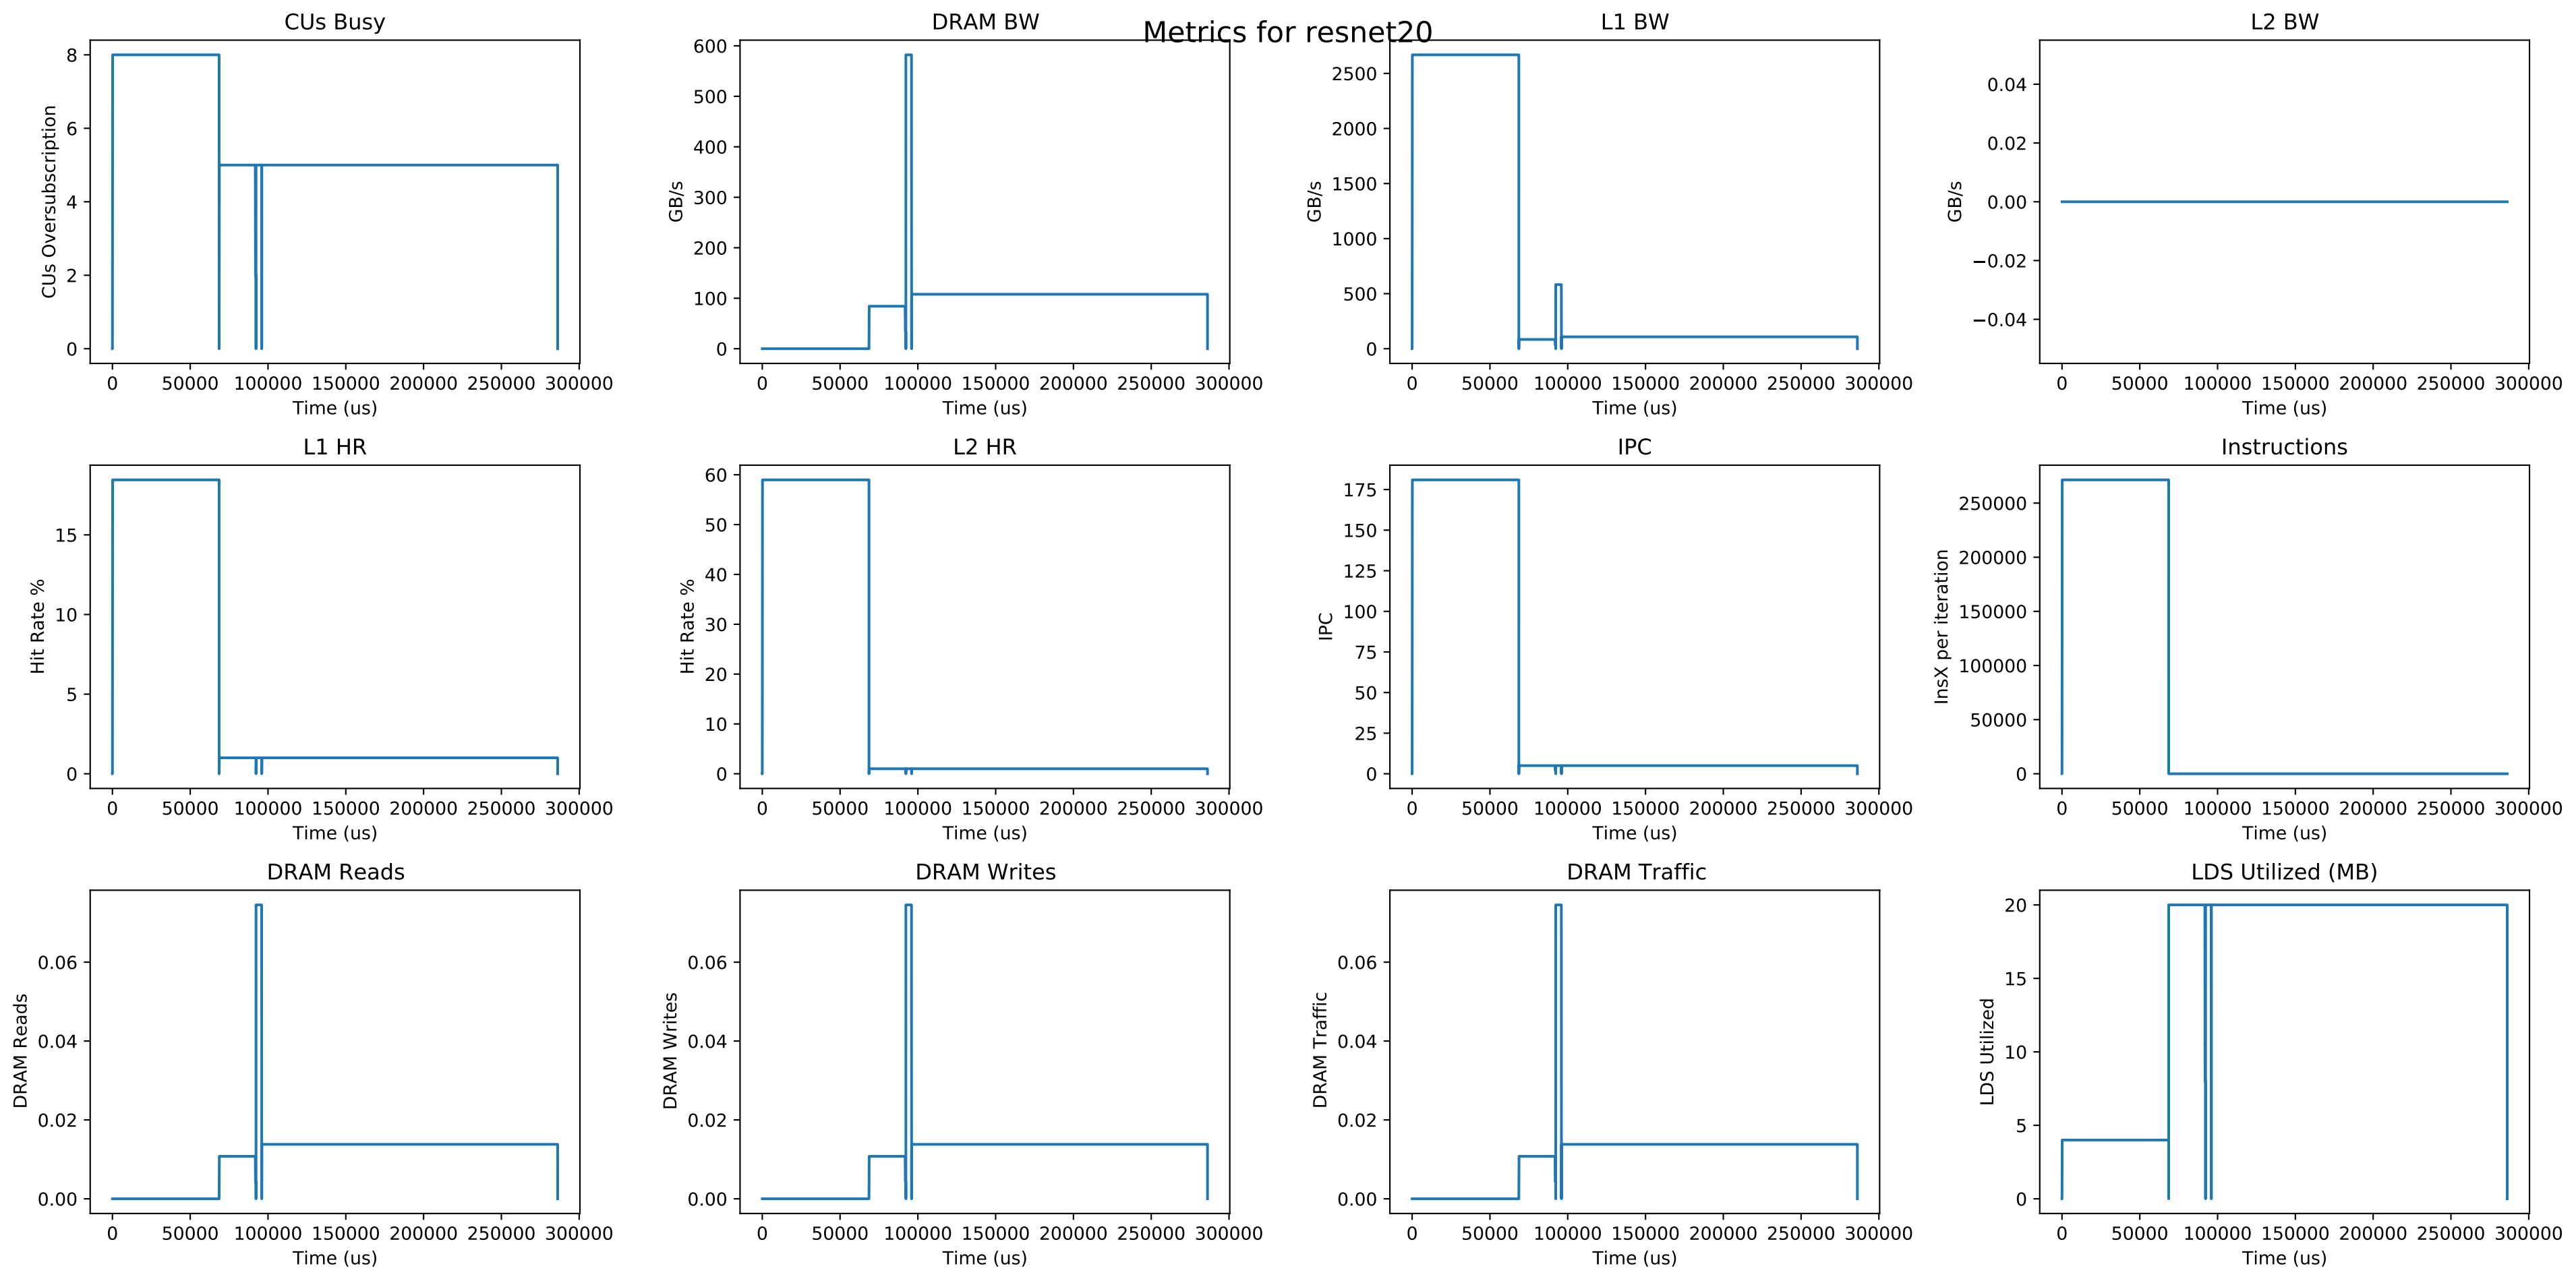 Metrics for resnet20
CUs Busy
CUs Oversubscription
8
6
4
2
0
0 50000 100000 150000 200000 250000 300000
Time (us)
DRAM BW
GB/s
600
500
400
300
200
100
0
0 50000 100000 150000 200000 250000 300000
Time (us)
L1 BW
GB/s
2500
2000
1500
1000
500
0
0 50000 100000 150000 200000 250000 300000
Time (us)
L2 BW
GB/s
0.04
0.02
0.00
−0.02
−0.04
0 50000 100000 150000 200000 250000 300000
Time (us)
L1 HR
Hit Rate %
15
10
5
0
0 50000 100000 150000 200000 250000 300000
Time (us)
L2 HR
Hit Rate %
60
50
40
30
20
10
0
0 50000 100000 150000 200000 250000 300000
Time (us)
IPC
IPC
175
150
125
100
75
50
25
0
0 50000 100000 150000 200000 250000 300000
Time (us)
Instructions
InsX per iteration
250000
200000
150000
100000
50000
0
0 50000 100000 150000 200000 250000 300000
Time (us)
DRAM Reads
DRAM Reads
0.06
0.04
0.02
0.00
0 50000 100000 150000 200000 250000 300000
Time (us)
DRAM Writes
DRAM Writes
0.06
0.04
0.02
0.00
0 50000 100000 150000 200000 250000 300000
Time (us)
DRAM Traffic
DRAM Traffic
0.06
0.04
0.02
0.00
0 50000 100000 150000 200000 250000 300000
Time (us)
LDS Utilized (MB)
LDS Utilized
20
15
10
5
0
0 50000 100000 150000 200000 250000 300000
Time (us)